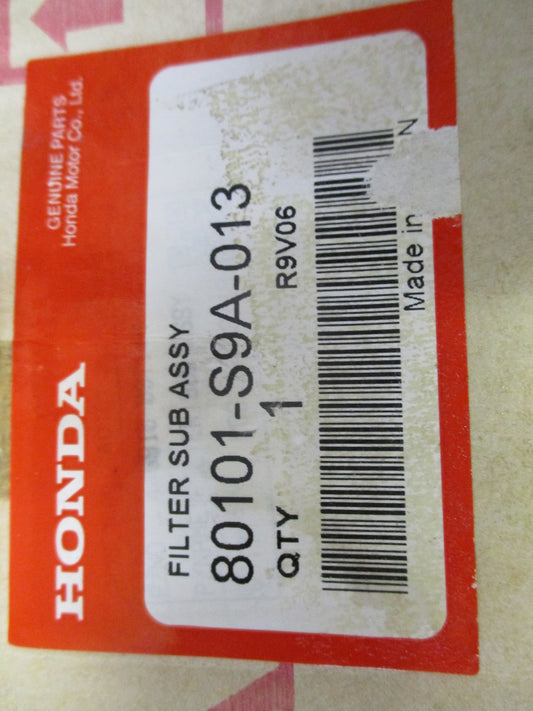 HONDA
GENUINE PARTS
Honda Motor Co., Ltd.
FILTER SUB ASSY
80101-S9A-013
QTY 1 R9V06
Made in